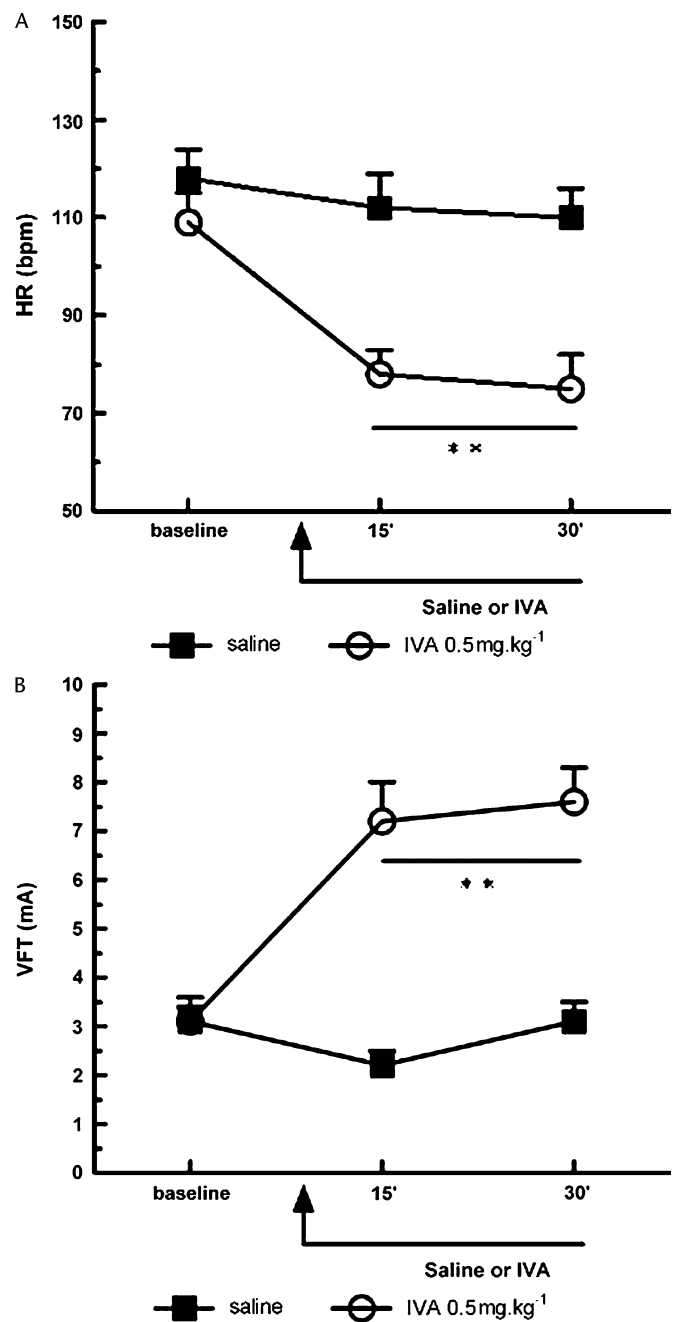 A
150
130
110
90
70
50
HR (bpm)
**
baseline 15' 30'
Saline or IVA
saline IVA 0.5mg.kg⁻¹
B
10
9
8
7
6
5
4
3
2
1
0
VFT (mA)
**
baseline 15' 30'
Saline or IVA
saline IVA 0.5mg.kg⁻¹